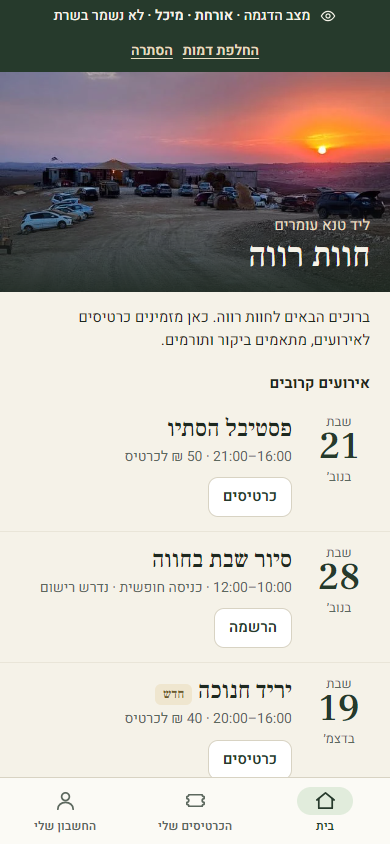 מצב הדגמה · אורחת · מיכל · לא נשמר בשרת
החלפת דמות הסתרה
ליד טנא עומרים
חוות רווה
ברוכים הבאים לחוות רווה. כאן מזמינים כרטיסים
לאירועים, מתאמים ביקור ותורמים.
אירועים קרובים
שבת
21
בנוב׳
פסטיבל הסתיו
16:00–21:00 · 50 ₪ לכרטיס
כרטיסים
שבת
28
בנוב׳
סיור שבת בחווה
10:00–12:00 · כניסה חופשית · נדרש רישום
הרשמה
שבת
19
בדצמ׳
יריד חנוכה חדש
16:00–20:00 · 40 ₪ לכרטיס
כרטיסים
בית
הכרטיסים שלי
החשבון שלי